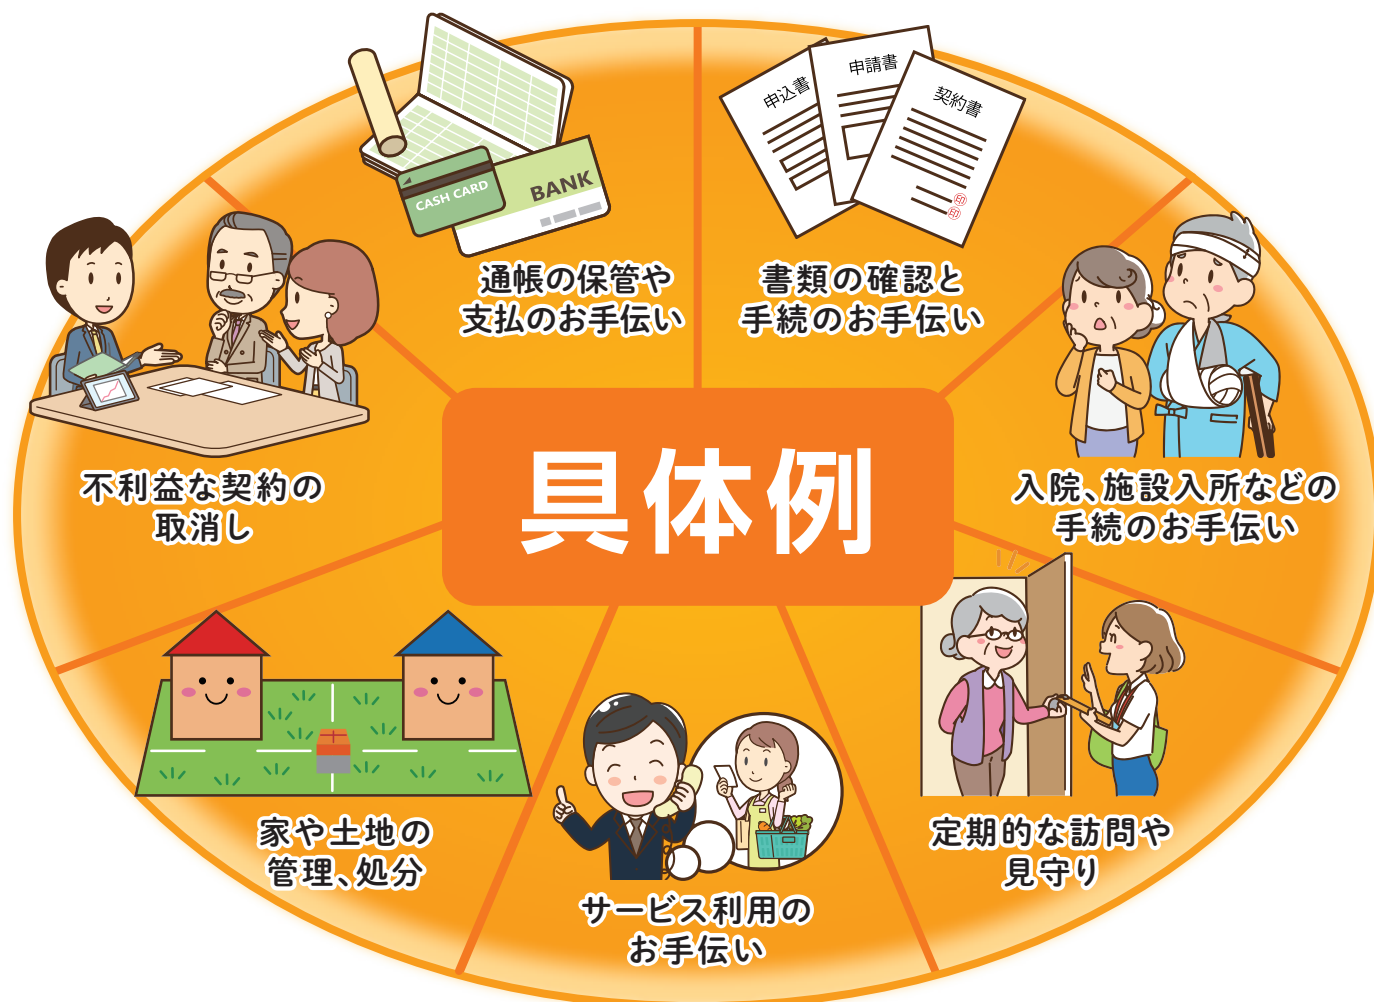 通帳の保管や
支払のお手伝い
CASH CARD
BANK
申込書
申請書
契約書
印
印
書類の確認と
手続のお手伝い
不利益な契約の
取消し
具体例
入院、施設入所などの
手続のお手伝い
家や土地の
管理、処分
サービス利用の
お手伝い
定期的な訪問や
見守り